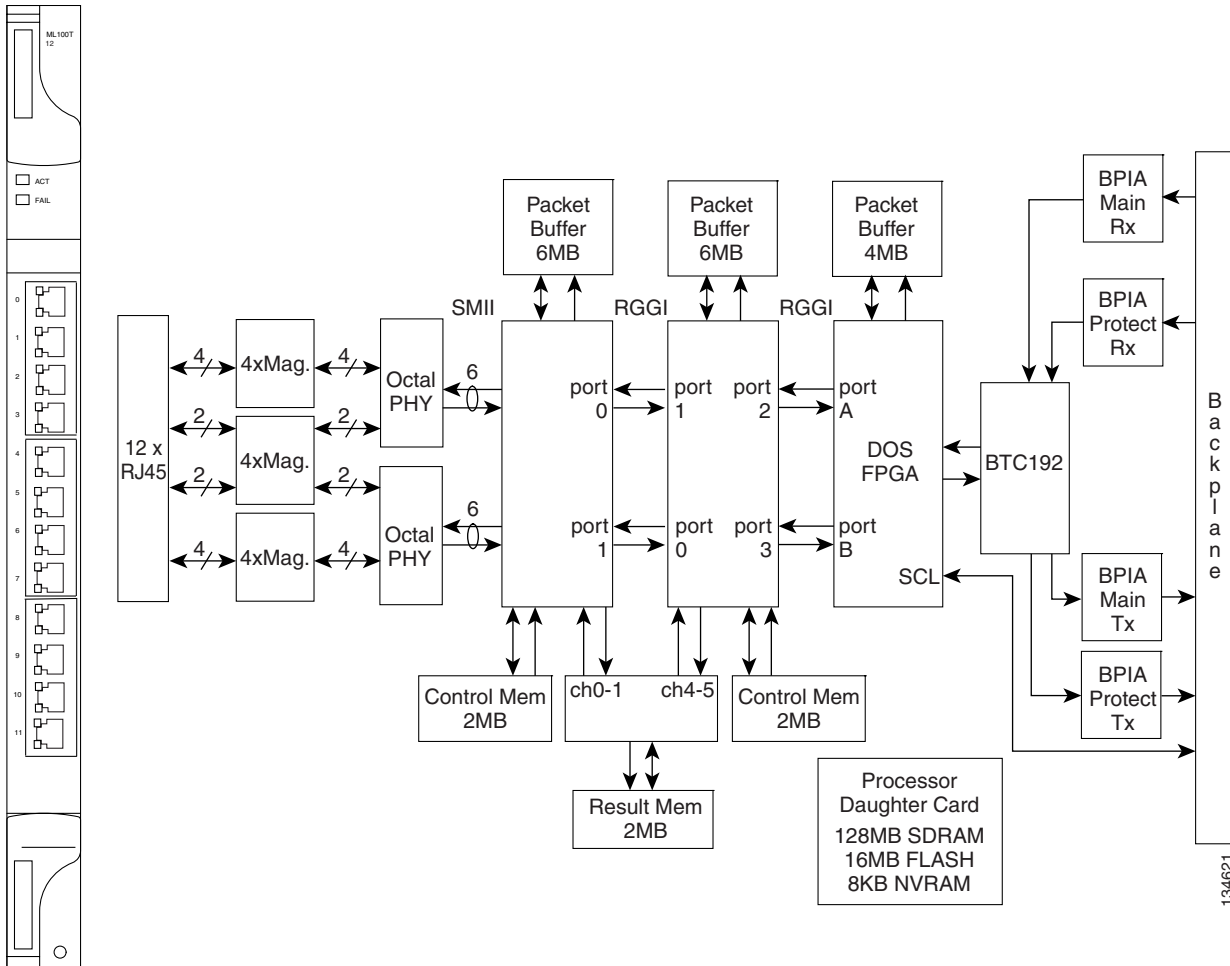 ML100T
12
ACT
FAIL
0
1
2
3
4
5
6
7
8
9
10
11
12 x
RJ45
4
4xMag.
4
2
2
4xMag.
2
2
4
4xMag.
4
Octal
PHY
Octal
PHY
6
6
SMII
Packet
Buffer
6MB
RGGI
Packet
Buffer
6MB
RGGI
Packet
Buffer
4MB
port
0
port
1
port
2
port
A
DOS
FPGA
port
1
port
0
port
3
port
B
SCL
Control Mem
2MB
ch0-1
ch4-5
Control Mem
2MB
Result Mem
2MB
Processor
Daughter Card
128MB SDRAM
16MB FLASH
8KB NVRAM
BTC192
BPIA
Main
Rx
BPIA
Protect
Rx
BPIA
Main
Tx
BPIA
Protect
Tx
Backplane
134621